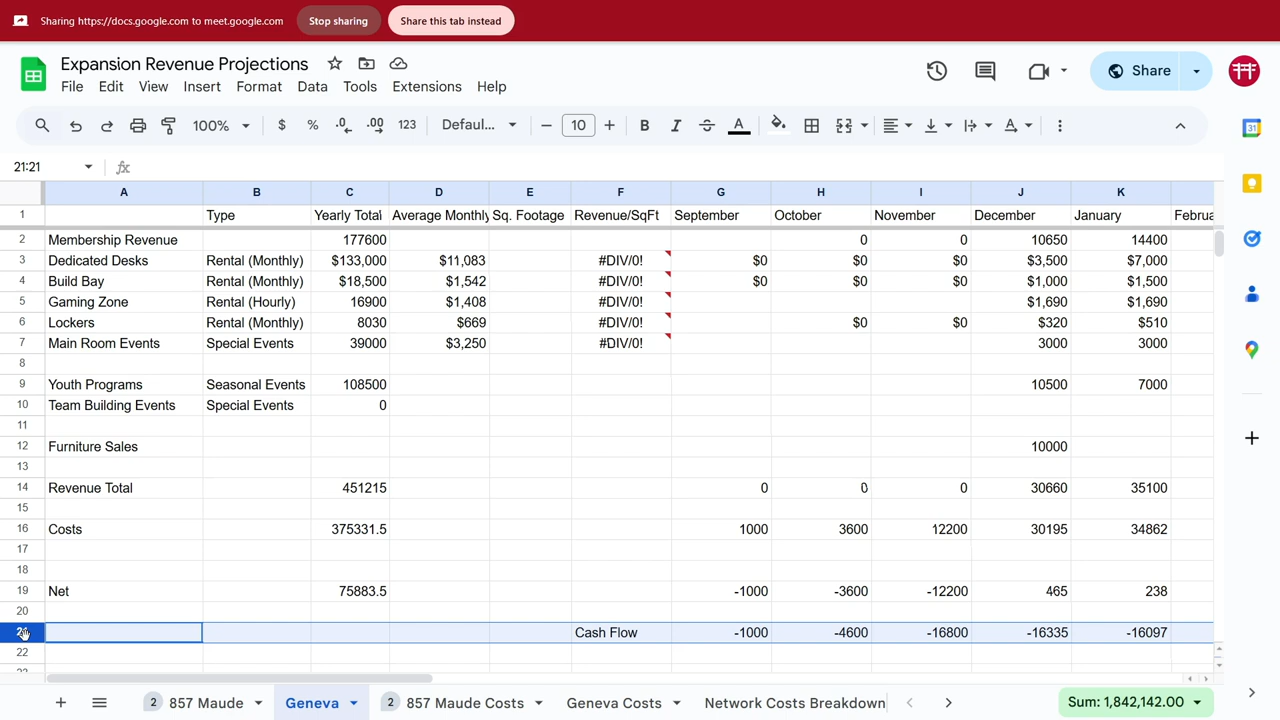 Sharing https://docs.google.com to meet.google.com Stop sharing Share this tab instead
Expansion Revenue Projections
File Edit View Insert Format Data Tools Extensions Help
Share
100% $ % .0 .00 123 Defaul... 10 B I A
21:21 fx
A B C D E F G H I J K
1 Type Yearly Total Average Monthly Sq. Footage Revenue/SqFt September October November December January Februa
2 Membership Revenue 177600 0 0 10650 14400
3 Dedicated Desks Rental (Monthly) $133,000 $11,083 #DIV/0! $0 $0 $0 $3,500 $7,000
4 Build Bay Rental (Monthly) $18,500 $1,542 #DIV/0! $0 $0 $0 $1,000 $1,500
5 Gaming Zone Rental (Hourly) 16900 $1,408 #DIV/0! $1,690 $1,690
6 Lockers Rental (Monthly) 8030 $669 #DIV/0! $0 $0 $320 $510
7 Main Room Events Special Events 39000 $3,250 #DIV/0! 3000 3000
8
9 Youth Programs Seasonal Events 108500 10500 7000
10 Team Building Events Special Events 0
11
12 Furniture Sales 10000
13
14 Revenue Total 451215 0 0 0 30660 35100
15
16 Costs 375331.5 1000 3600 12200 30195 34862
17
18
19 Net 75883.5 -1000 -3600 -12200 465 238
20
21 Cash Flow -1000 -4600 -16800 -16335 -16097
22
2 857 Maude Geneva 2 857 Maude Costs Geneva Costs Network Costs Breakdown Sum: 1,842,142.00
31